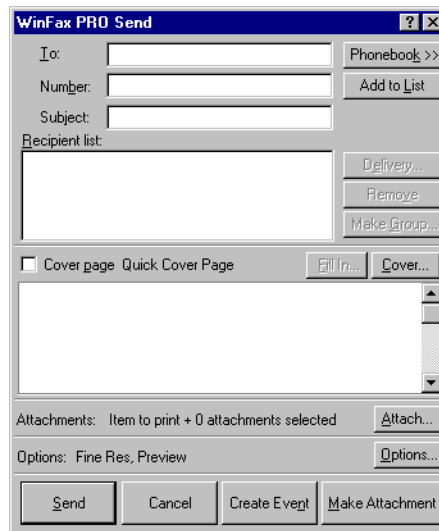 WinFax PRO Send
To:
Phonebook >>
Number:
Add to List
Subject:
Recipient list:
Delivery...
Remove
Make Group...
Cover page Quick Cover Page
Fill In...
Cover...
Attachments: Item to print + 0 attachments selected
Attach...
Options: Fine Res, Preview
Options...
Send
Cancel
Create Event
Make Attachment